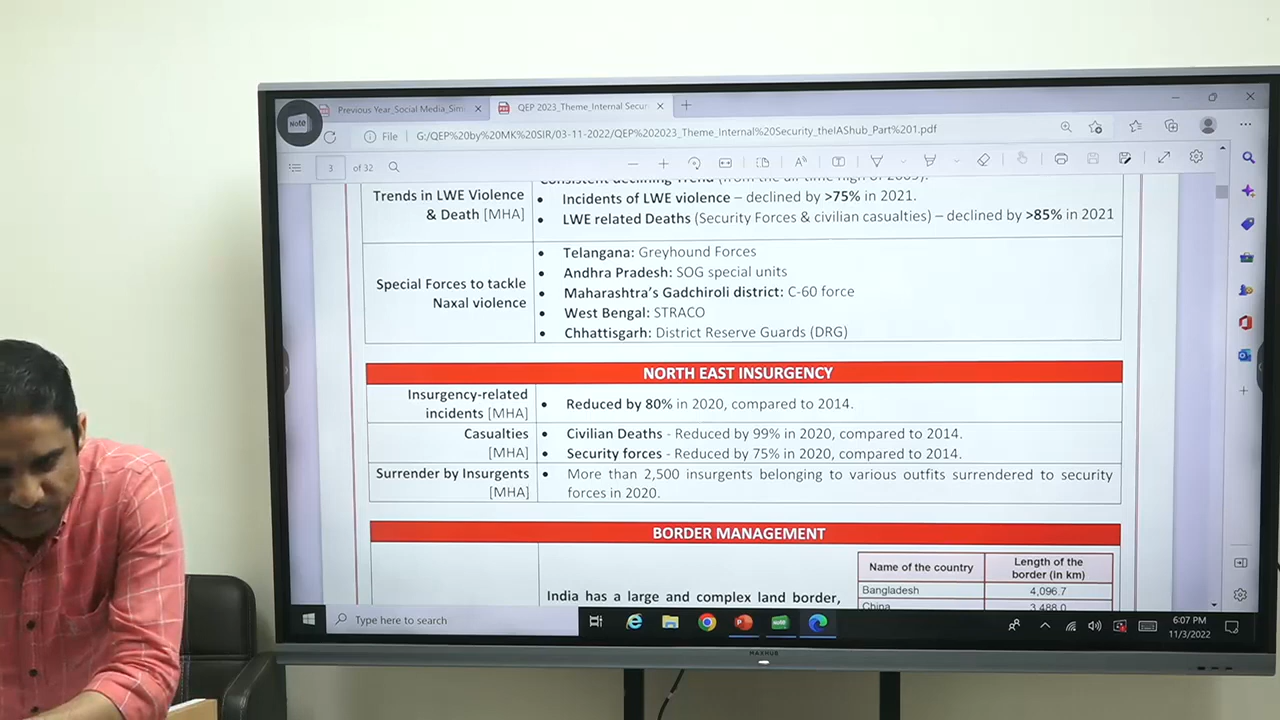 Previous Year_Social Media_Sim
QEP 2023_Theme_Internal Secur
Note
File
G:/QEP%20by%20MK%20SIR/03-11-2022/QEP%202023_Theme_Internal%20Security_theIAShub_Part%201.pdf
3 of 32
Trends in LWE Violence
& Death [MHA]
• Incidents of LWE violence – declined by >75% in 2021.
• LWE related Deaths (Security Forces & civilian casualties) – declined by >85% in 2021
Special Forces to tackle
Naxal violence
• Telangana: Greyhound Forces
• Andhra Pradesh: SOG special units
• Maharashtra's Gadchiroli district: C-60 force
• West Bengal: STRACO
• Chhattisgarh: District Reserve Guards (DRG)
NORTH EAST INSURGENCY
Insurgency-related
incidents [MHA]
• Reduced by 80% in 2020, compared to 2014.
Casualties
[MHA]
• Civilian Deaths - Reduced by 99% in 2020, compared to 2014.
• Security forces - Reduced by 75% in 2020, compared to 2014.
Surrender by Insurgents
[MHA]
• More than 2,500 insurgents belonging to various outfits surrendered to security
forces in 2020.
BORDER MANAGEMENT
India has a large and complex land border,
Name of the country
Length of the
border (in km)
Bangladesh 4,096.7
China 3,488.0
Type here to search
6:07 PM
11/3/2022
MAXHUB